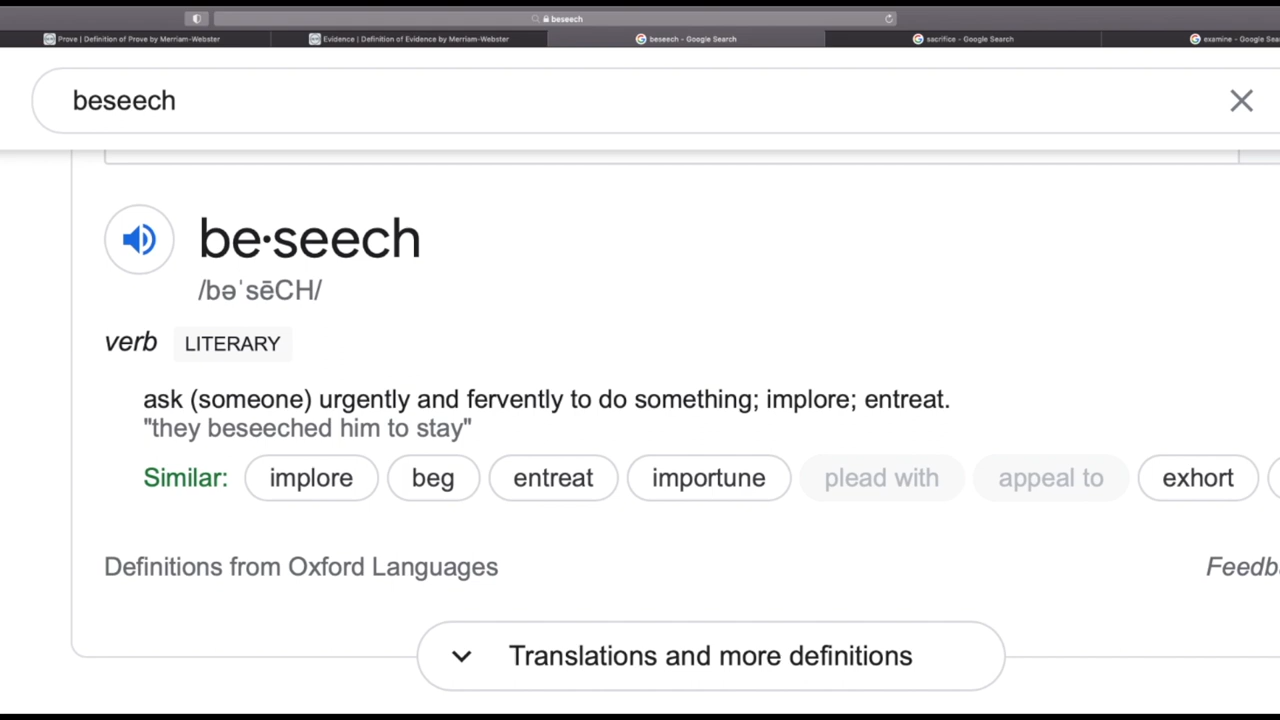 beseech
Prove | Definition of Prove by Merriam-Webster
Evidence | Definition of Evidence by Merriam-Webster
beseech - Google Search
sacrifice - Google Search
examine - Google Sea
beseech
be·seech
/bəˈsēCH/
verb LITERARY
ask (someone) urgently and fervently to do something; implore; entreat.
"they beseeched him to stay"
Similar: implore beg entreat importune plead with appeal to exhort
Definitions from Oxford Languages
Feedb
Translations and more definitions